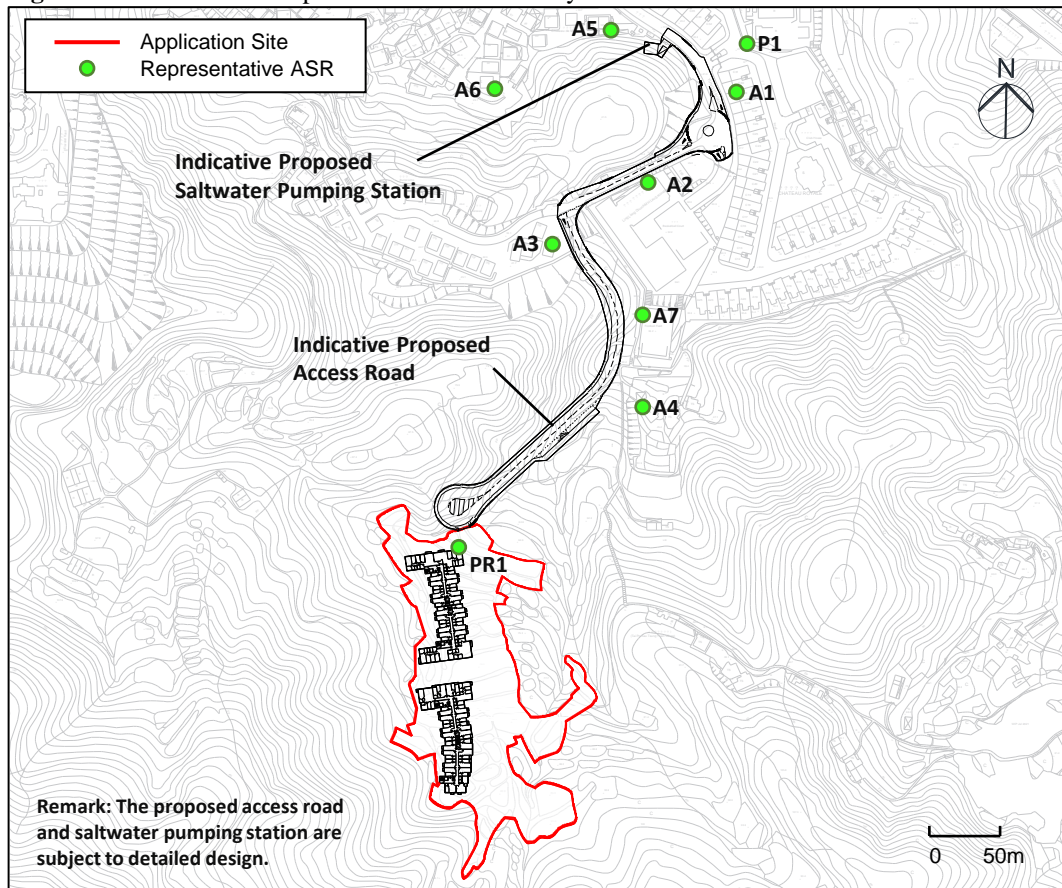 Application Site
Representative ASR
A5
P1
N
A6
A1
Indicative Proposed
Saltwater Pumping Station
A2
A3
A7
Indicative Proposed
Access Road
A4
PR1
Remark: The proposed access road
and saltwater pumping station are
subject to detailed design.
0 50m